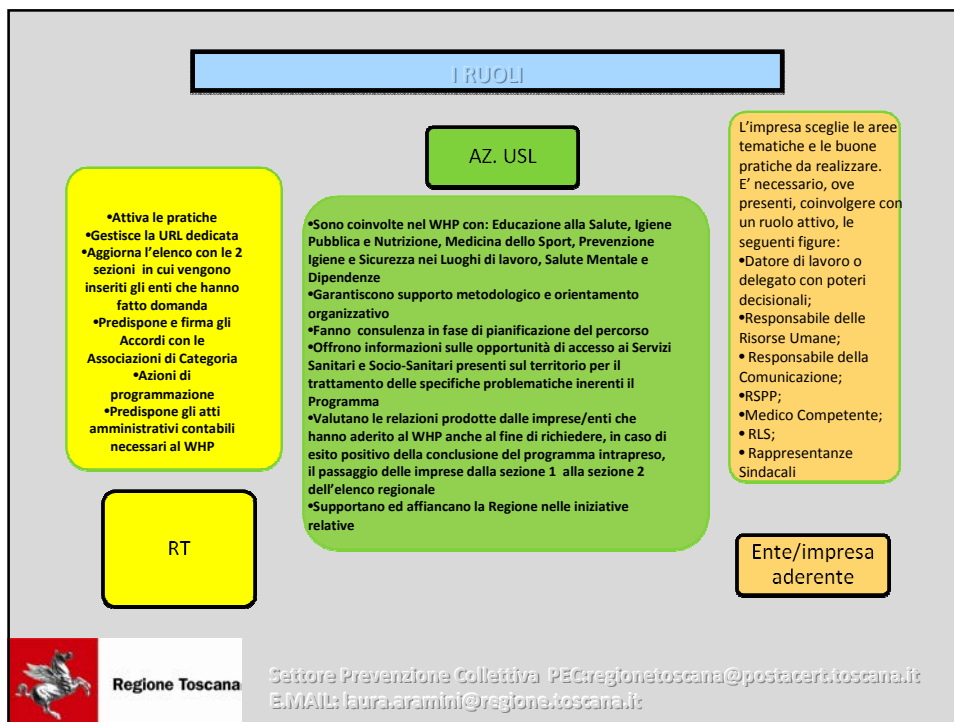 I RUOLI
•Attiva le pratiche
•Gestisce la URL dedicata
•Aggiorna l'elenco con le 2
sezioni in cui vengono
inseriti gli enti che hanno
fatto domanda
•Predispone e firma gli
Accordi con le
Associazioni di Categoria
•Azioni di
programmazione
•Predispone gli atti
amministrativi contabili
necessari al WHP
RT
AZ. USL
•Sono coinvolte nel WHP con: Educazione alla Salute, Igiene
Pubblica e Nutrizione, Medicina dello Sport, Prevenzione
Igiene e Sicurezza nei Luoghi di lavoro, Salute Mentale e
Dipendenze
•Garantiscono supporto metodologico e orientamento
organizzativo
•Fanno consulenza in fase di pianificazione del percorso
•Offrono informazioni sulle opportunità di accesso ai Servizi
Sanitari e Socio-Sanitari presenti sul territorio per il
trattamento delle specifiche problematiche inerenti il
Programma
•Valutano le relazioni prodotte dalle imprese/enti che
hanno aderito al WHP anche al fine di richiedere, in caso di
esito positivo della conclusione del programma intrapreso,
il passaggio delle imprese dalla sezione 1 alla sezione 2
dell'elenco regionale
•Supportano ed affiancano la Regione nelle iniziative
relative
L'impresa sceglie le aree
tematiche e le buone
pratiche da realizzare.
E' necessario, ove
presenti, coinvolgere con
un ruolo attivo, le
seguenti figure:
•Datore di lavoro o
delegato con poteri
decisionali;
•Responsabile delle
Risorse Umane;
• Responsabile della
Comunicazione;
•RSPP;
•Medico Competente;
• RLS;
• Rappresentanze
Sindacali
Ente/impresa
aderente
Regione Toscana
Settore Prevenzione Collettiva PEC:regionetoscana@postacert.toscana.it
E.MAIL: laura.aramini@regione.toscana.it